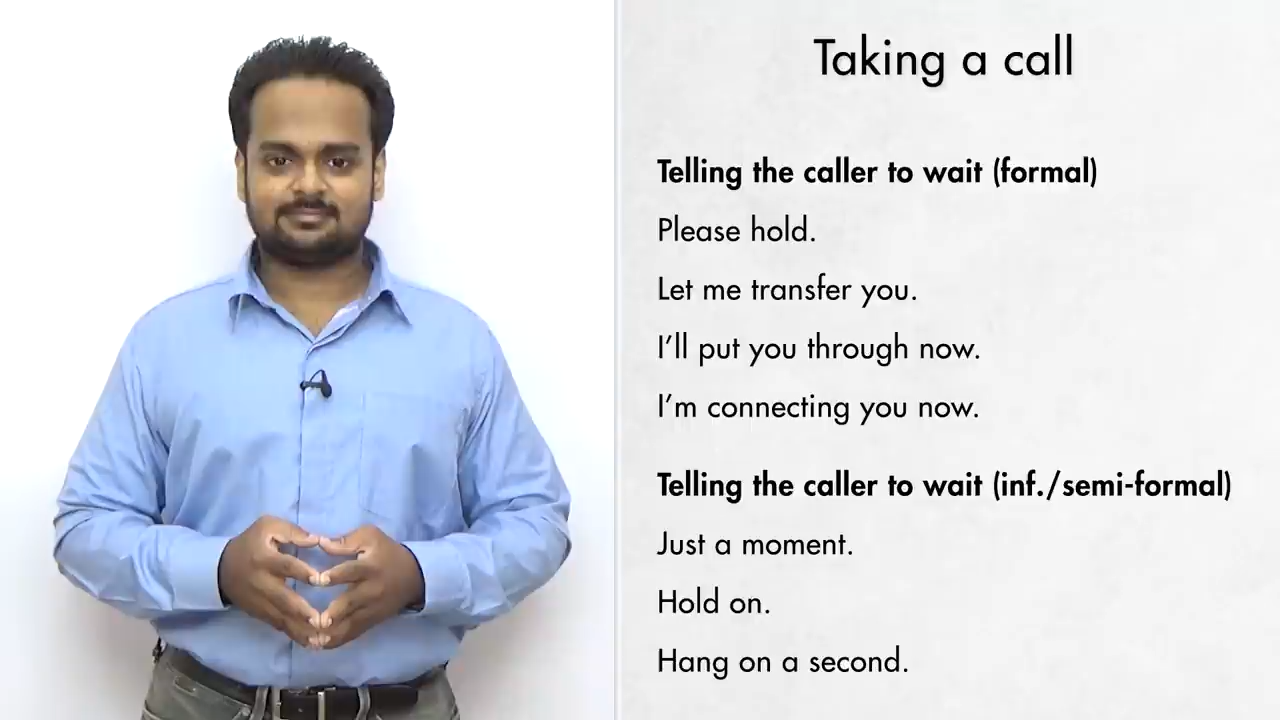 Taking a call
Telling the caller to wait (formal)
Please hold.
Let me transfer you.
I’ll put you through now.
I’m connecting you now.
Telling the caller to wait (inf./semi-formal)
Just a moment.
Hold on.
Hang on a second.